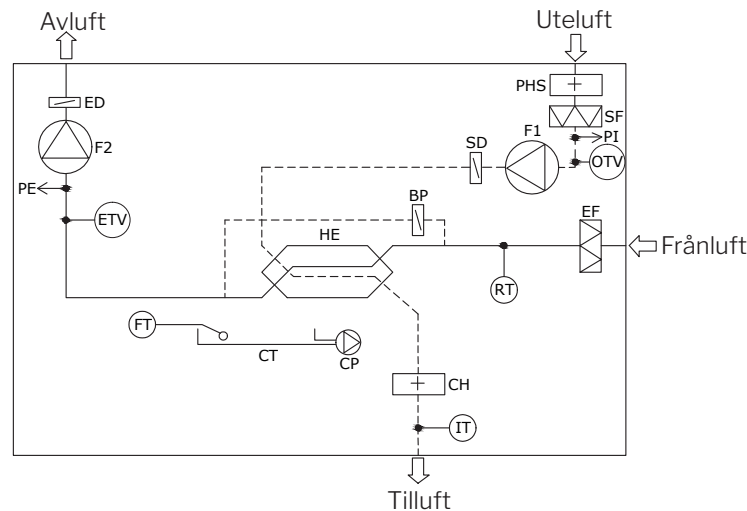 Avluft
Uteluft
PHS
ED
SF
F1
PI
F2
SD
OTV
PE
BP
EF
ETV
HE
Frånluft
RT
FT
CT
CP
CH
IT
Tilluft